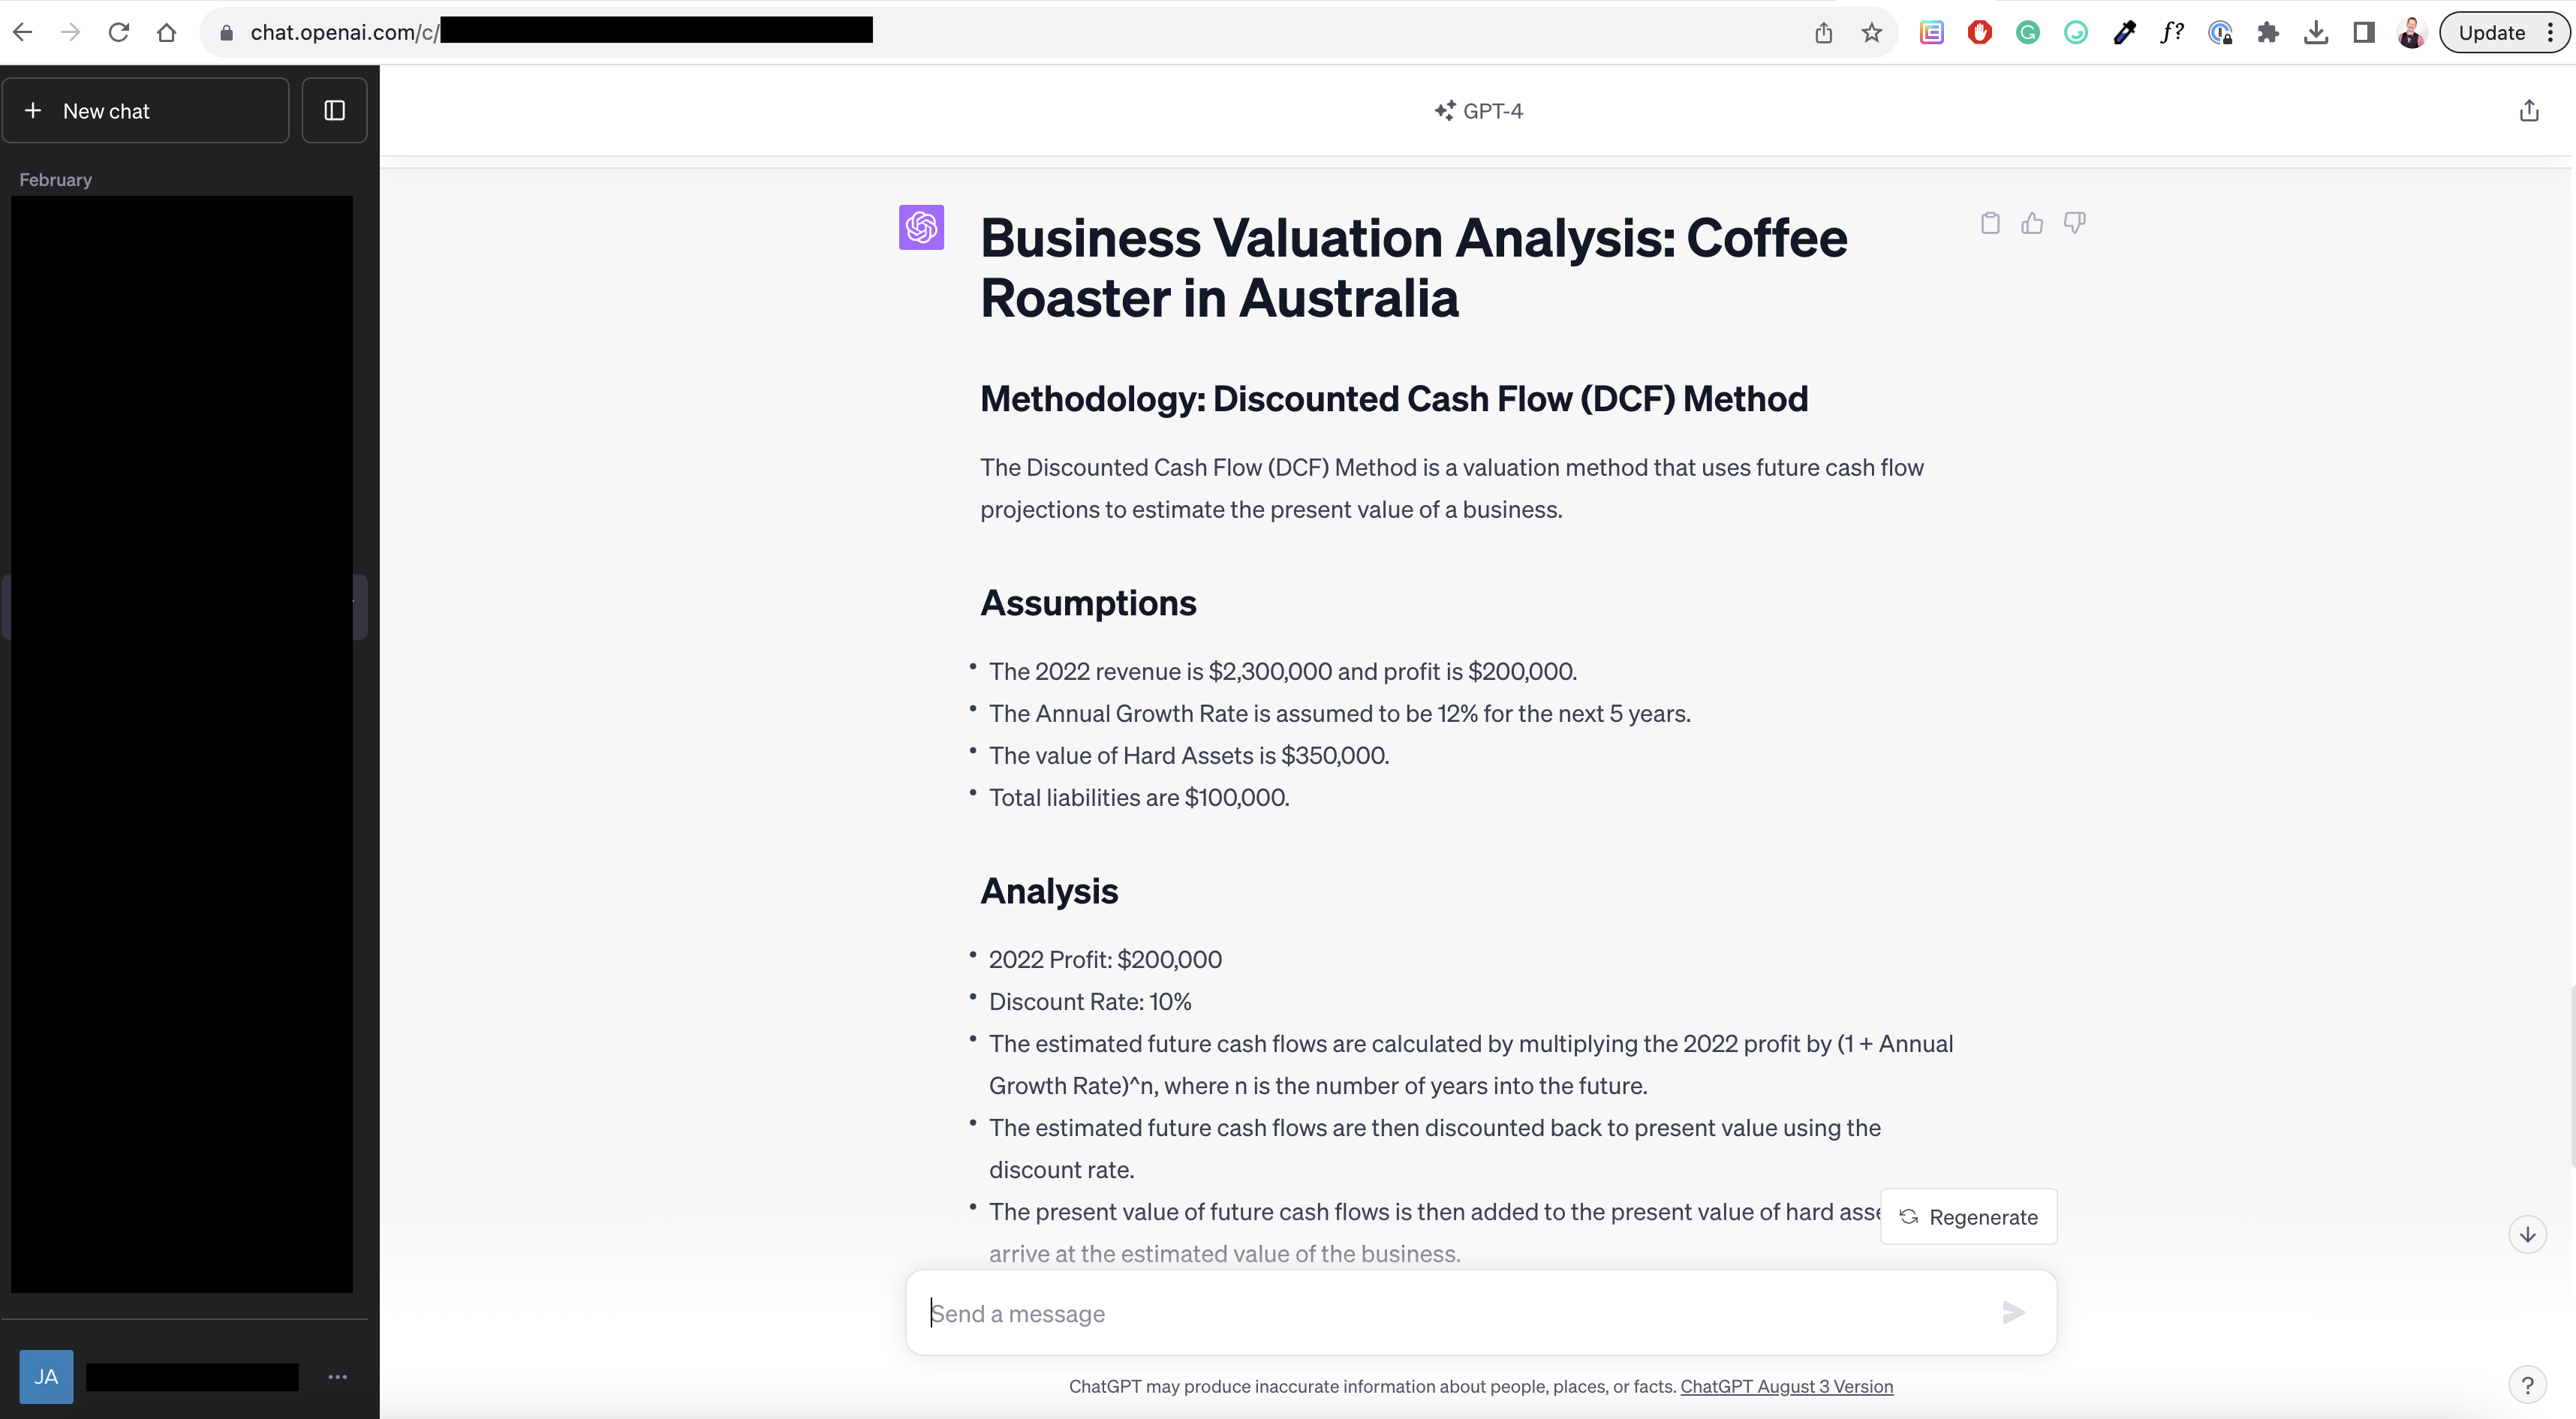 chat.openai.com/c/
f?
Update
New chat
GPT-4
February
Business Valuation Analysis: Coffee
Roaster in Australia
Methodology: Discounted Cash Flow (DCF) Method
The Discounted Cash Flow (DCF) Method is a valuation method that uses future cash flow
projections to estimate the present value of a business.
Assumptions
• The 2022 revenue is $2,300,000 and profit is $200,000.
• The Annual Growth Rate is assumed to be 12% for the next 5 years.
• The value of Hard Assets is $350,000.
• Total liabilities are $100,000.
Analysis
• 2022 Profit: $200,000
• Discount Rate: 10%
• The estimated future cash flows are calculated by multiplying the 2022 profit by (1 + Annual
Growth Rate)^n, where n is the number of years into the future.
• The estimated future cash flows are then discounted back to present value using the
discount rate.
• The present value of future cash flows is then added to the present value of hard asse
Regenerate
arrive at the estimated value of the business.
Send a message
JA
ChatGPT may produce inaccurate information about people, places, or facts. ChatGPT August 3 Version
?